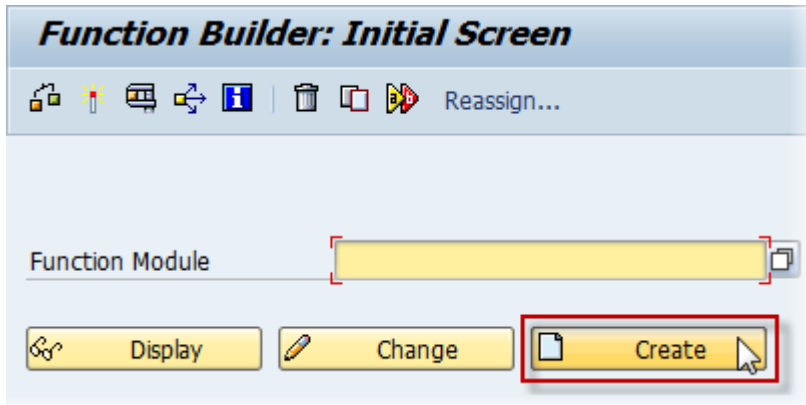 Function Builder: Initial Screen
Reassign...
Function Module
Display Change Create